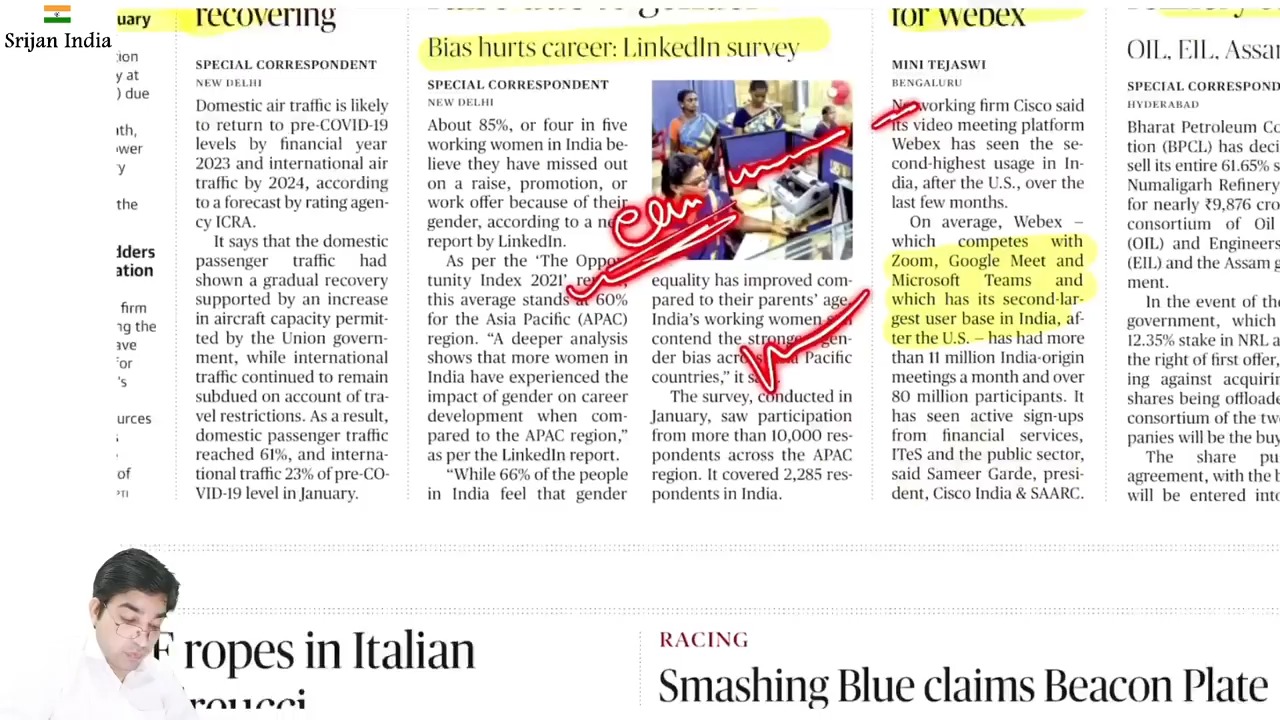 Srijan India
uary
tion
y at
) due
ath,
ower
y
the
dders
ation
firm
ng the
ave
for
's
ources
of
PTI
recovering
SPECIAL CORRESPONDENT
NEW DELHI
Domestic air traffic is likely
to return to pre-COVID-19
levels by financial year
2023 and international air
traffic by 2024, according
to a forecast by rating agen-
cy ICRA.
It says that the domestic
passenger traffic had
shown a gradual recovery
supported by an increase
in aircraft capacity permit-
ted by the Union govern-
ment, while international
traffic continued to remain
subdued on account of tra-
vel restrictions. As a result,
domestic passenger traffic
reached 61%, and interna-
tional traffic 23% of pre-CO-
VID-19 level in January.
Bias hurts career: LinkedIn survey
SPECIAL CORRESPONDENT
NEW DELHI
About 85%, or four in five
working women in India be-
lieve they have missed out
on a raise, promotion, or
work offer because of their
gender, according to a new
report by LinkedIn.
As per the ‘The Oppor-
tunity Index 2021’
this average stands at 60%
for the Asia Pacific (APAC)
region. “A deeper analysis
shows that more women in
India have experienced the
impact of gender on career
development when com-
pared to the APAC region,”
as per the LinkedIn report.
“While 66% of the people
in India feel that gender
equality has improved com-
pared to their parents’ age,
India’s working women
contend the strongest gen-
der bias across Asia Pacific
countries,” it
The survey, conducted in
January, saw participation
from more than 10,000 res-
pondents across the APAC
region. It covered 2,285 res-
pondents in India.
for Webex
MINI TEJASWI
BENGALURU
Networking firm Cisco said
its video meeting platform
Webex has seen the se-
cond-highest usage in In-
dia, after the U.S., over the
last few months.
On average, Webex –
which competes with
Zoom, Google Meet and
Microsoft Teams and
which has its second-lar-
gest user base in India, af-
ter the U.S. – has had more
than 11 million India-origin
meetings a month and over
80 million participants. It
has seen active sign-ups
from financial services,
ITeS and the public sector,
said Sameer Garde, presi-
dent, Cisco India & SAARC.
OIL, EIL, Assa
SPECIAL CORRESPOND
HYDERABAD
Bharat Petroleum Co
tion (BPCL) has deci
sell its entire 61.65% s
Numaligarh Refinery
for nearly ₹9,876 cro
consortium of Oil
(OIL) and Engineers
(EIL) and the Assam g
ment.
In the event of the
government, which
12.35% stake in NRL a
the right of first offer,
ing against acquirin
shares being offloade
consortium of the two
panies will be the buy
The share pu
agreement, with the b
will be entered into
ropes in Italian
RACING
Smashing Blue claims Beacon Plate